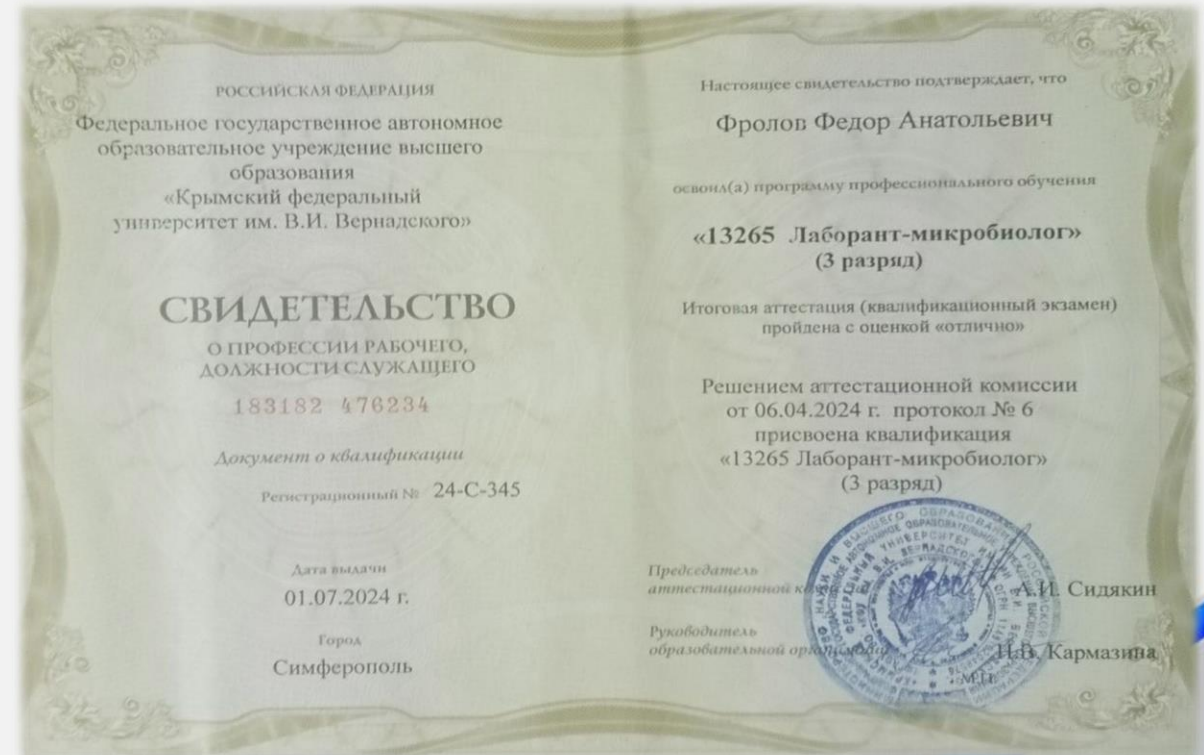 РОССИЙСКАЯ ФЕДЕРАЦИЯ
Федеральное государственное автономное
образовательное учреждение высшего
образования
«Крымский федеральный
университет им. В.И. Вернадского»
СВИДЕТЕЛЬСТВО
О ПРОФЕССИИ РАБОЧЕГО,
ДОЛЖНОСТИ СЛУЖАЩЕГО
183182 476234
Документ о квалификации
Регистрационный № 24-С-345
Дата выдачи
01.07.2024 г.
Город
Симферополь
Настоящее свидетельство подтверждает, что
Фролов Федор Анатольевич
освоил(а) программу профессионального обучения
«13265 Лаборант-микробиолог»
(3 разряд)
Итоговая аттестация (квалификационный экзамен)
пройдена с оценкой «отлично»
Решением аттестационной комиссии
от 06.04.2024 г. протокол № 6
присвоена квалификация
«13265 Лаборант-микробиолог»
(3 разряд)
Председатель
аттестационной А.И. Сидякин
Руководитель
образовательной Н.В. Кармазина
М.П.